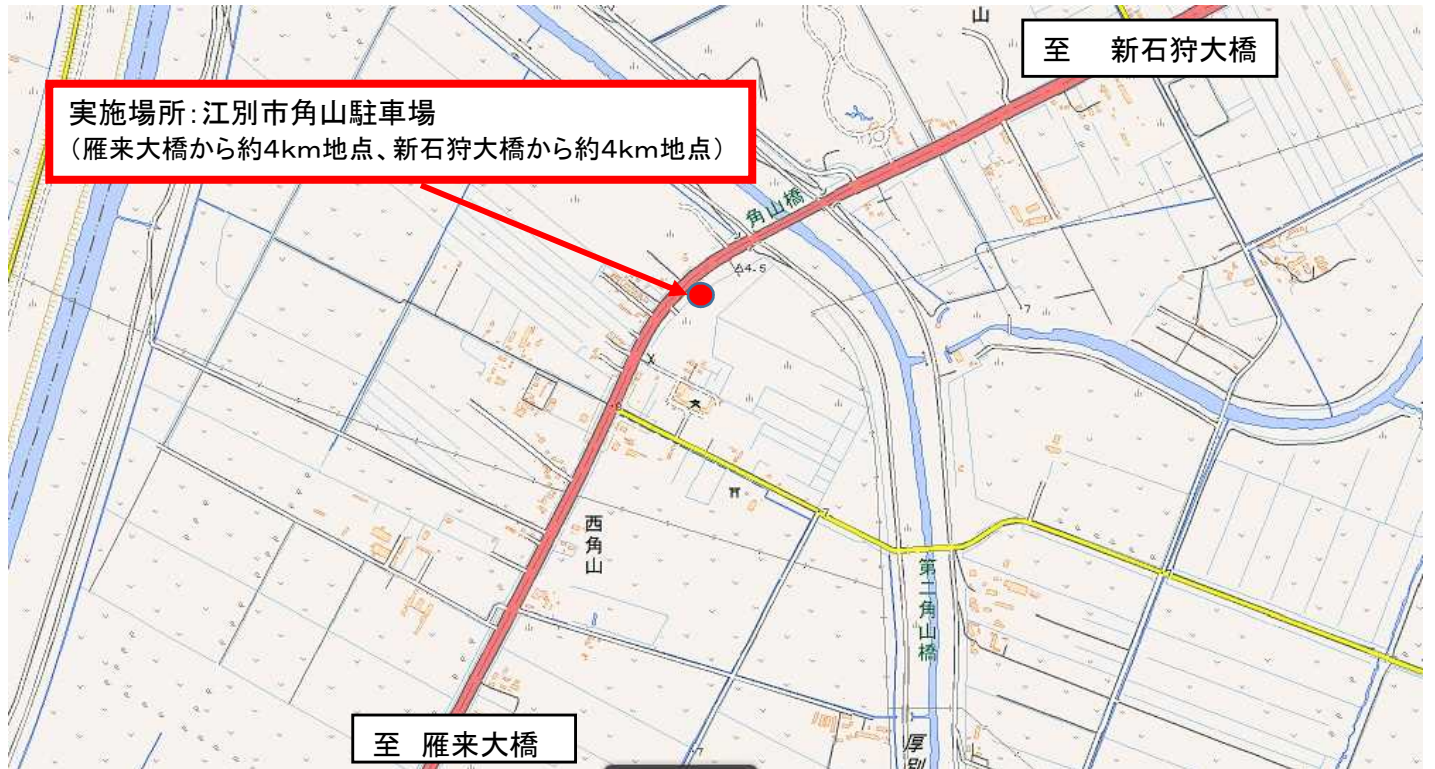 山
至 新石狩大橋
実施場所：江別市角山駐車場
（雁来大橋から約4km地点、新石狩大橋から約4km地点）
角山橋
4.5
西角山
第二角山橋
至 雁来大橋
厚別